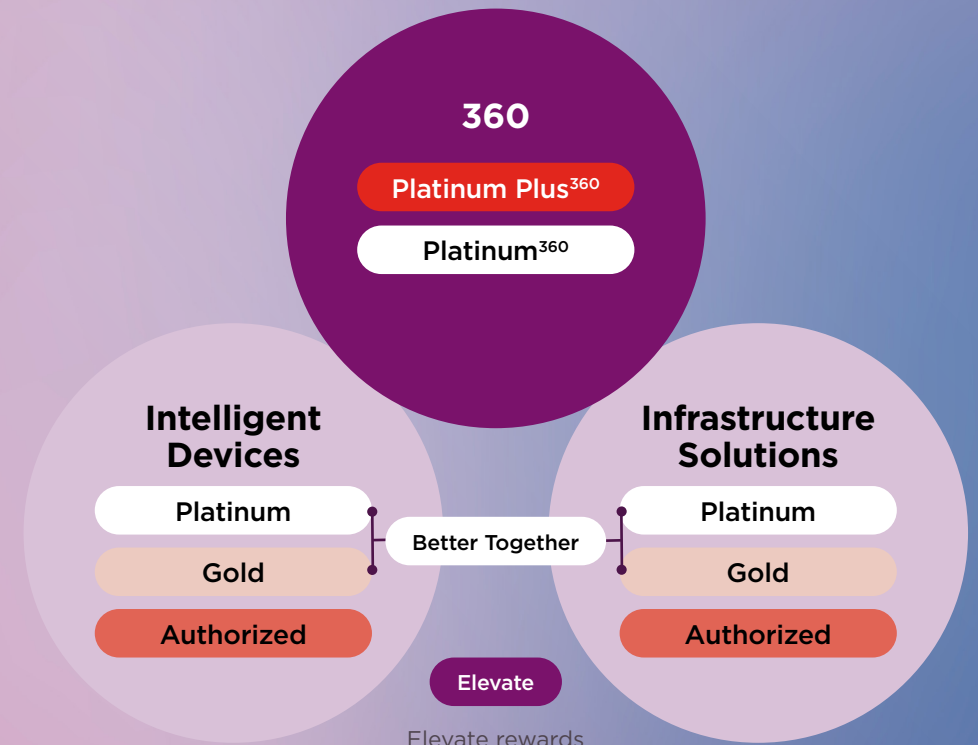 360
Platinum Plus³⁶⁰
Platinum³⁶⁰
Intelligent
Devices
Platinum
Gold
Authorized
Better Together
Infrastructure
Solutions
Platinum
Gold
Authorized
Elevate
Elevate rewards